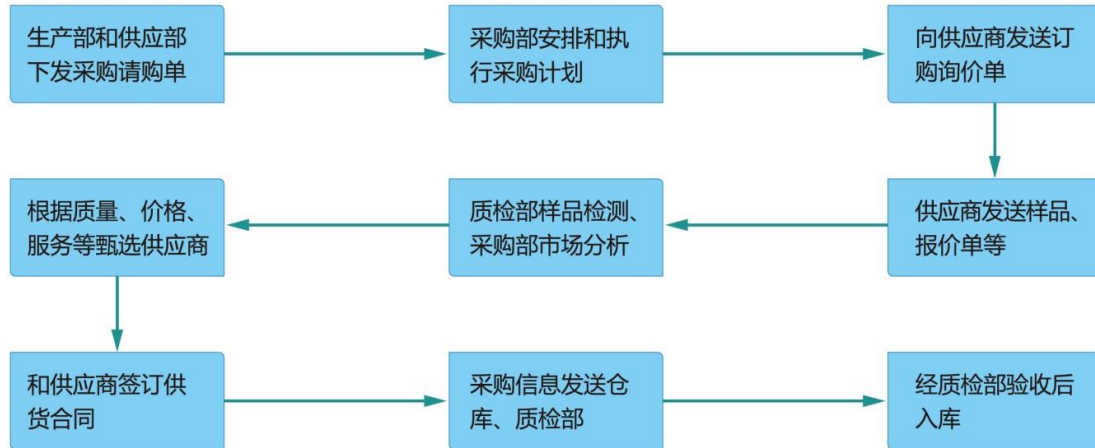 生产部和供应部
下发采购请购单
采购部安排和执
行采购计划
向供应商发送订
购询价单
供应商发送样品、
报价单等
质检部样品检测、
采购部市场分析
根据质量、价格、
服务等甄选供应商
和供应商签订供
货合同
采购信息发送仓
库、质检部
经质检部验收后
入库